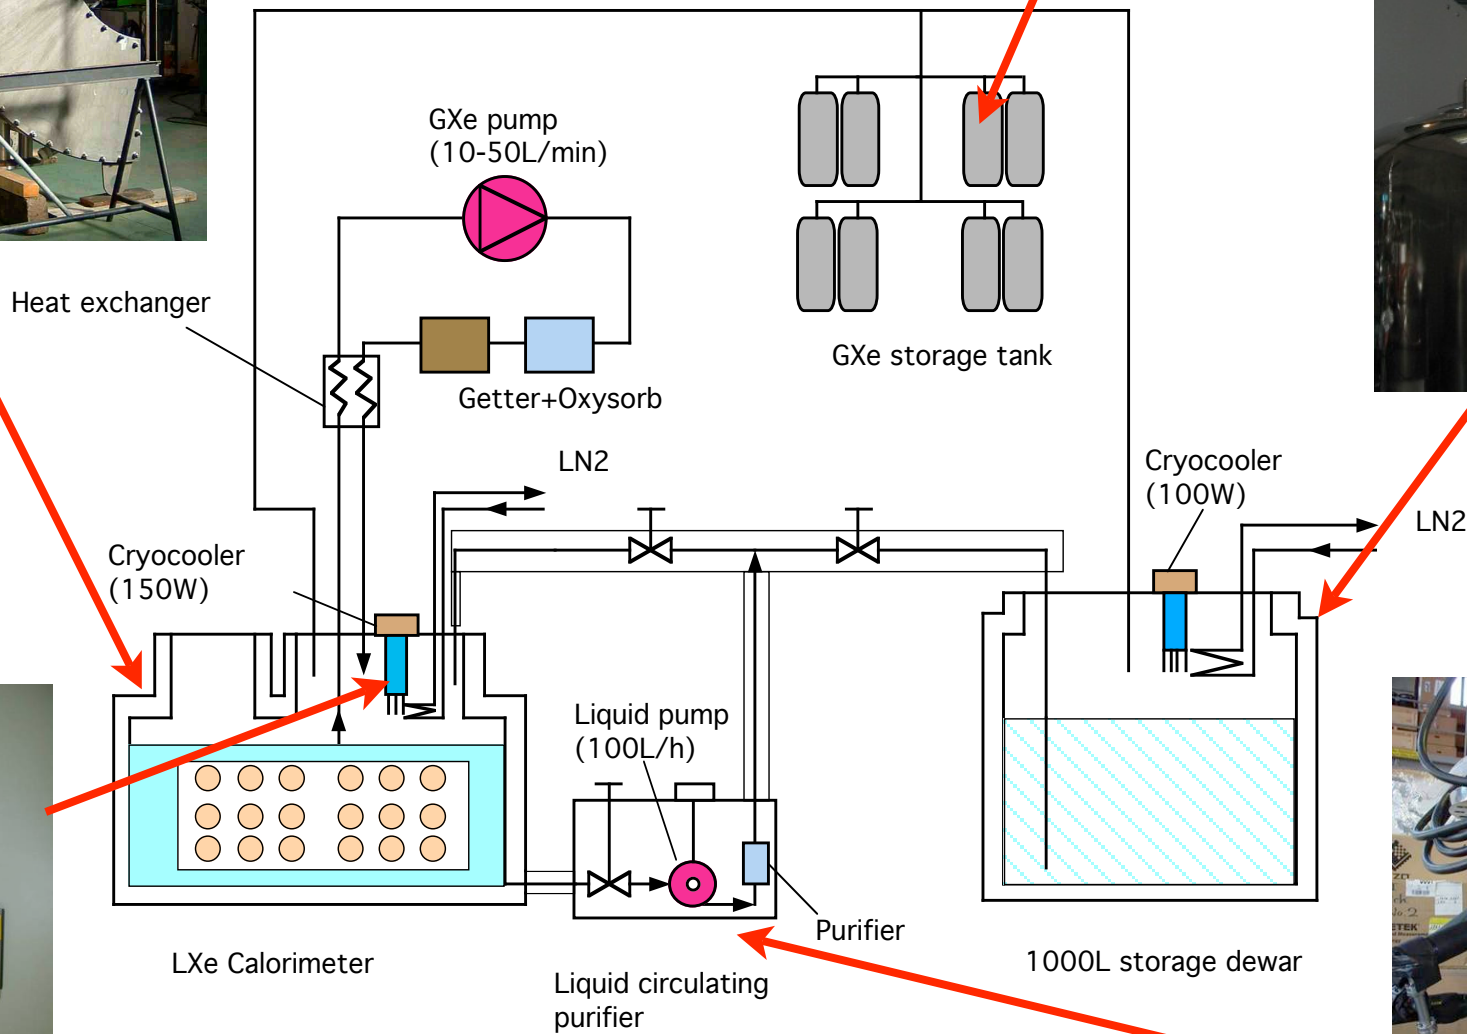 GXe pump
(10-50L/min)
Heat exchanger
GXe storage tank
Getter+Oxysorb
LN2
Cryocooler
(100W)
LN2
Cryocooler
(150W)
Liquid pump
(100L/h)
Purifier
LXe Calorimeter
1000L storage dewar
Liquid circulating
purifier